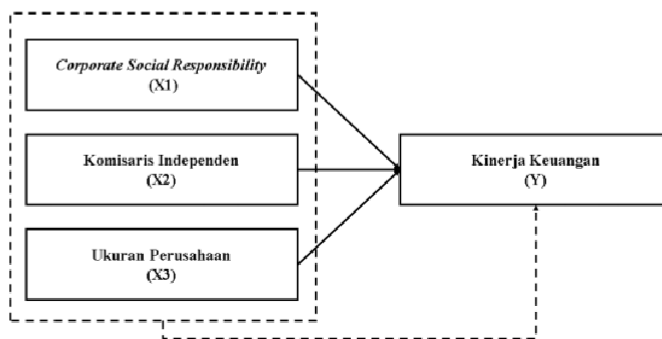 Corporate Social Responsibility
(X1)
Komisaris Independen
(X2)
Ukuran Perusahaan
(X3)
Kinerja Keuangan
(Y)